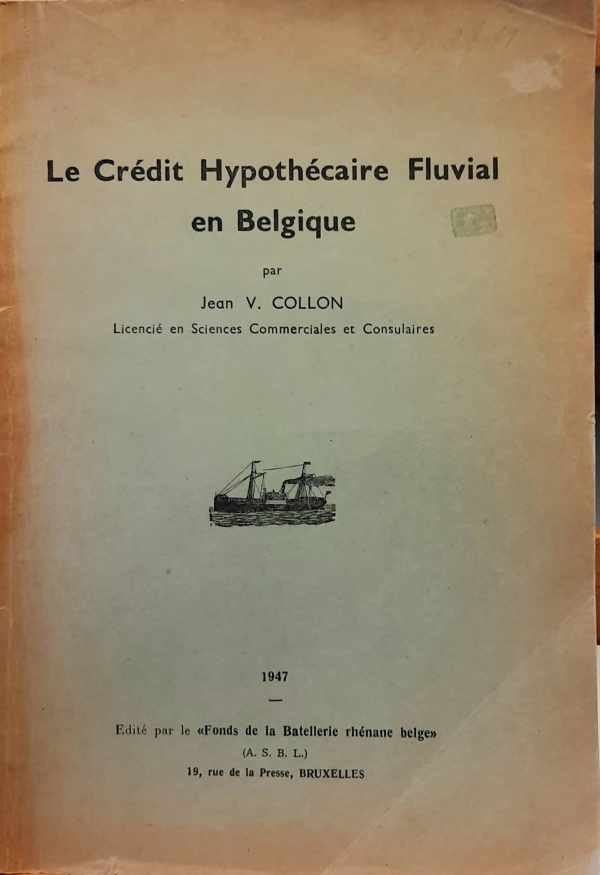 Le Crédit Hypothécaire Fluvial
en Belgique
par
Jean V. COLLON
Licencié en Sciences Commerciales et Consulaires
1947
Edité par le «Fonds de la Batellerie rhénane belge»
(A. S. B. L.)
19, rue de la Presse, BRUXELLES